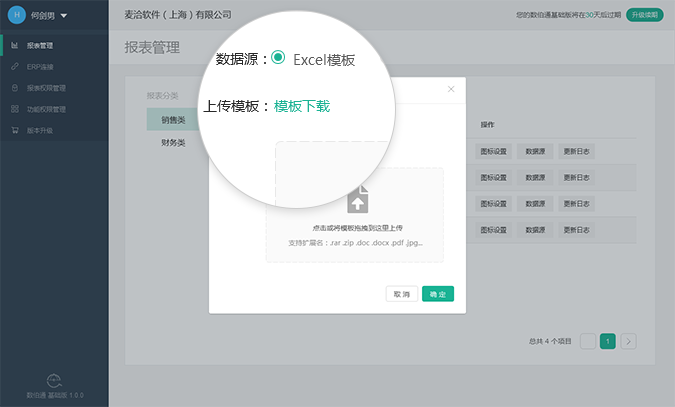 H 何剑男
麦洽软件（上海）有限公司
您的数伯通基础版将在30天后过期 升级续期
报表管理
ERP连接
报表权限管理
功能权限管理
版本升级
数伯通 基础版 1.0.0
报表管理
报表分类
销售类
财务类
数据源： Excel模板
上传模板：模板下载
点击或将模板拖拽到这里上传
支持扩展名：.rar .zip .doc .docx .pdf .jpg...
取 消 确 定
操作
图标设置 数据源 更新日志
图标设置 数据源 更新日志
图标设置 数据源 更新日志
图标设置 数据源 更新日志
总共 4 个项目 1